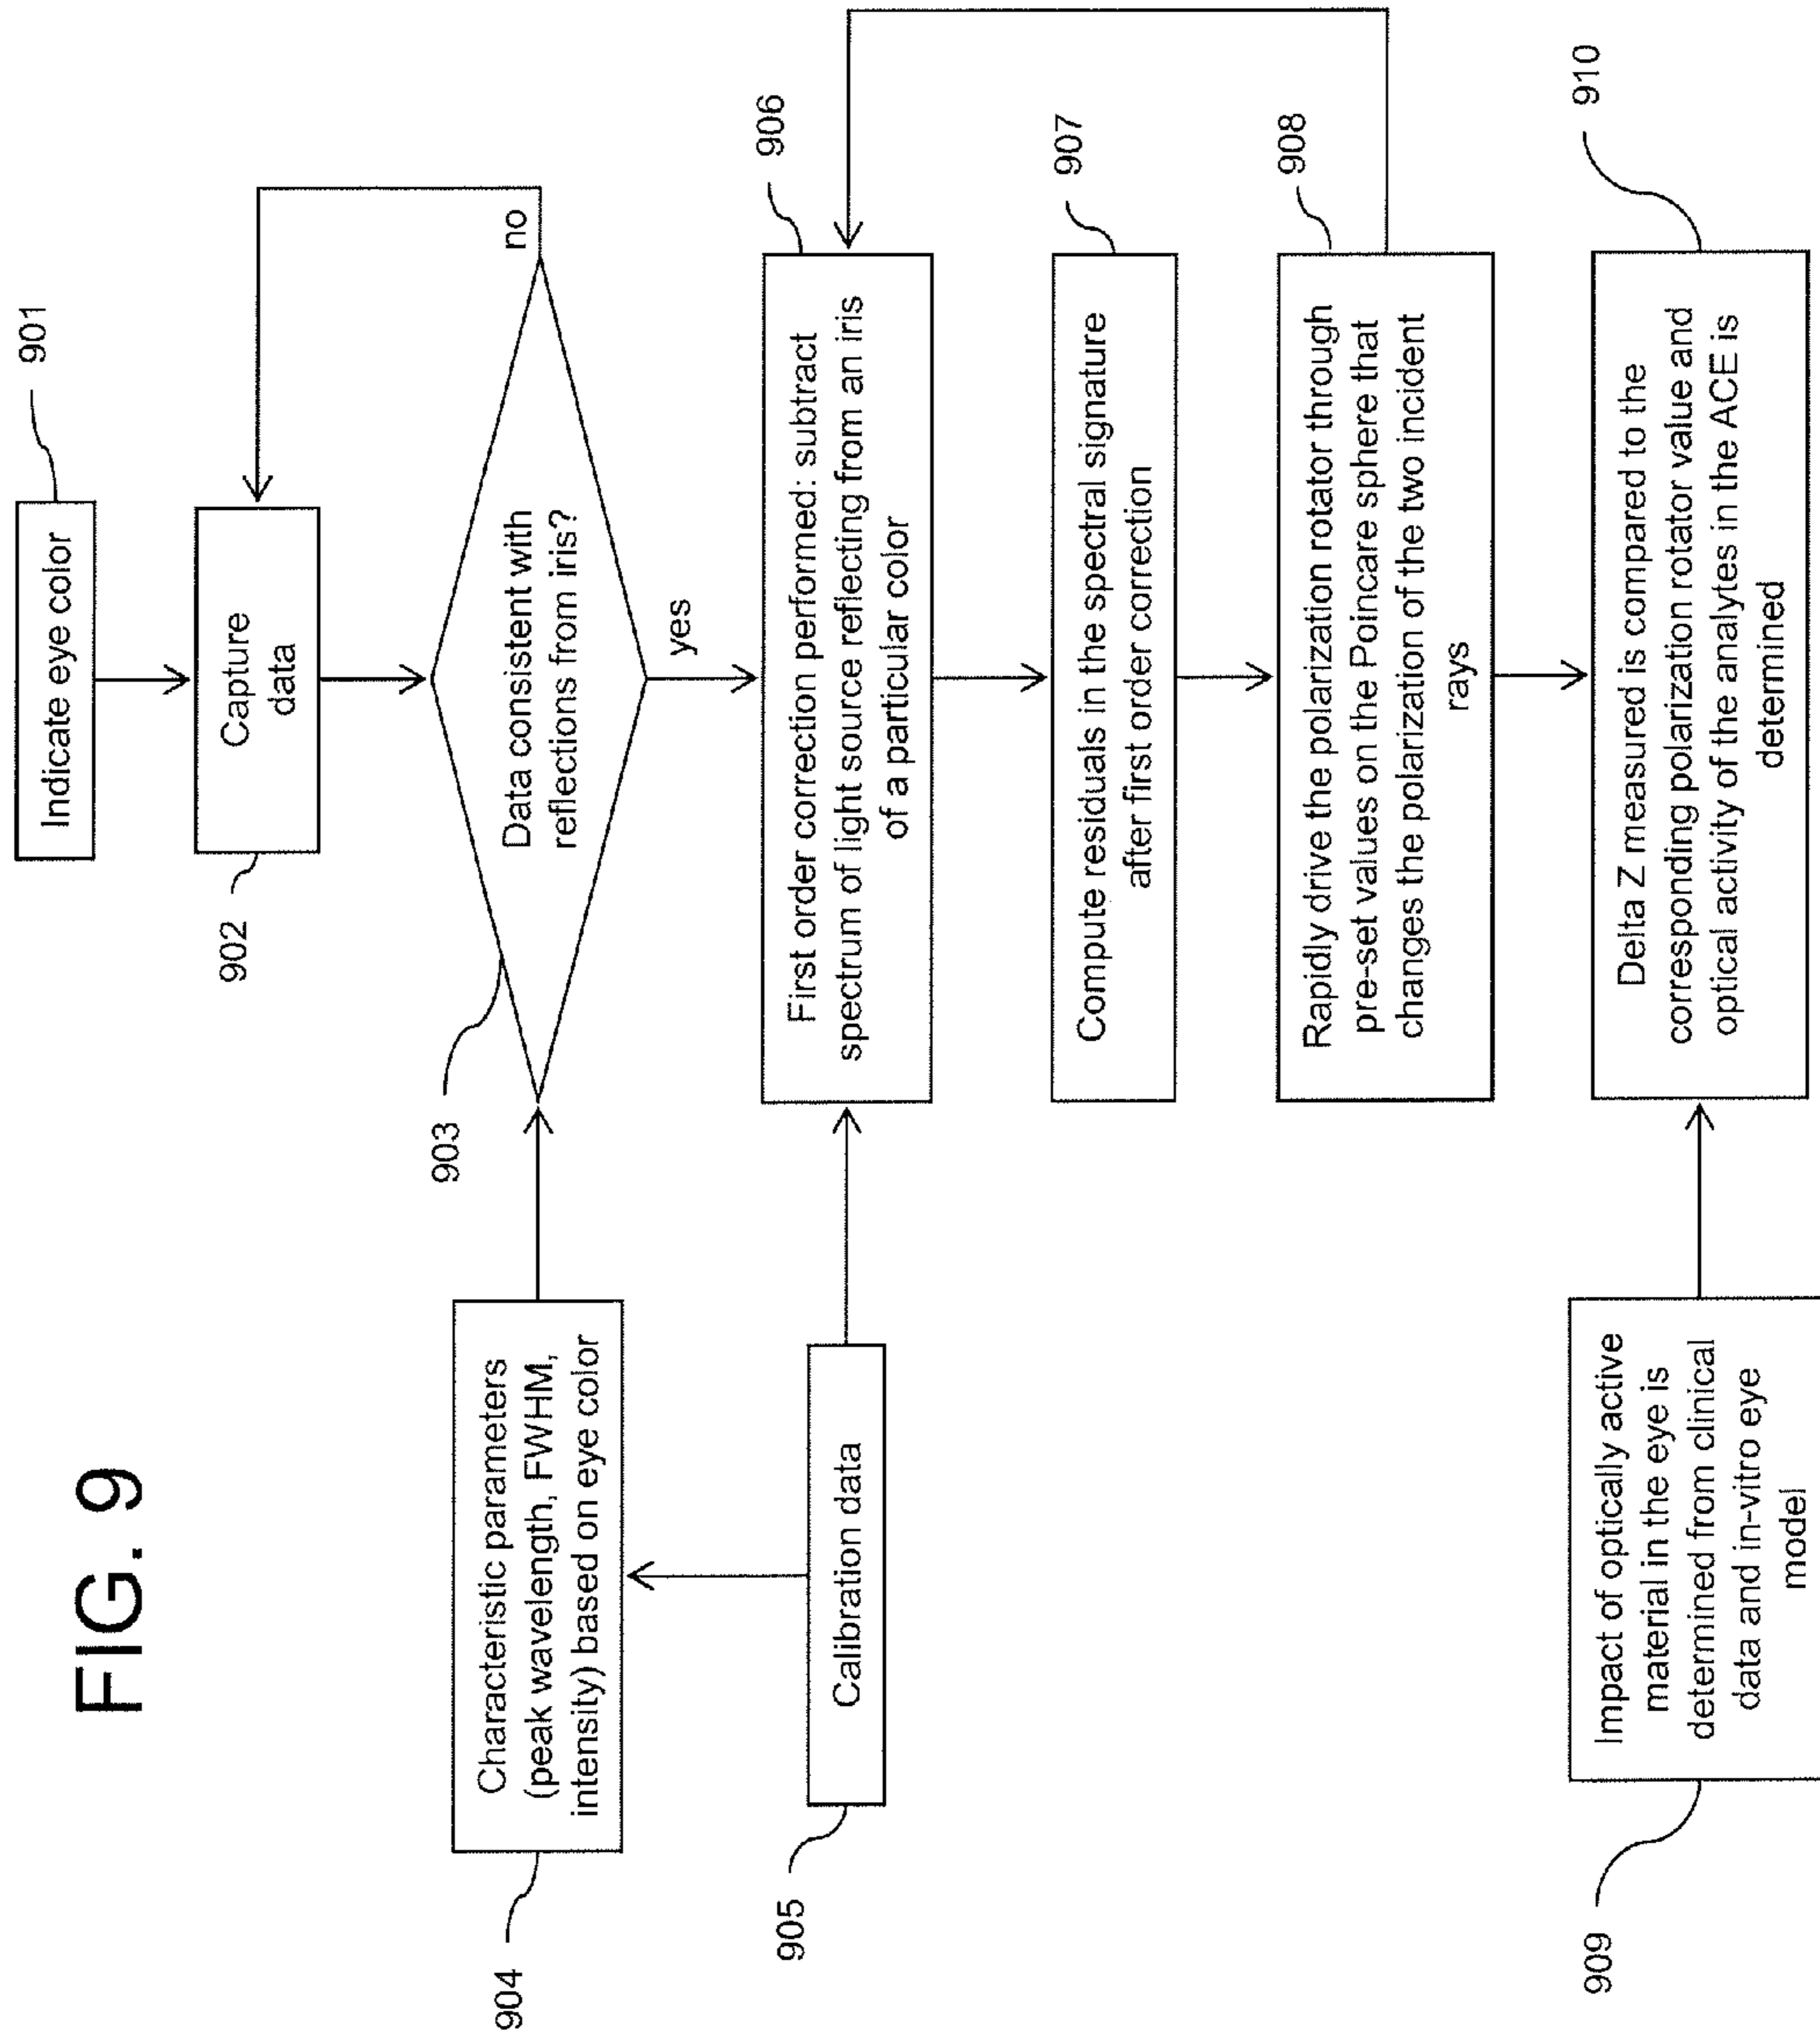 FIG. 9
901
Indicate eye color
902
Capture
data
903
Data consistent with
reflections from iris?
no
yes
904
Characteristic parameters
(peak wavelength, FWHM,
intensity) based on eye color
905
Calibration data
906
First order correction performed: subtract
spectrum of light source reflecting from an iris
of a particular color
907
Compute residuals in the spectral signature
after first order correction
908
Rapidly drive the polarization rotator through
pre-set values on the Poincare sphere that
changes the polarization of the two incident
rays
909
Impact of optically active
material in the eye is
determined from clinical
data and in-vitro eye
model
910
Delta Z measured is compared to the
corresponding polarization rotator value and
optical activity of the analytes in the ACE is
determined